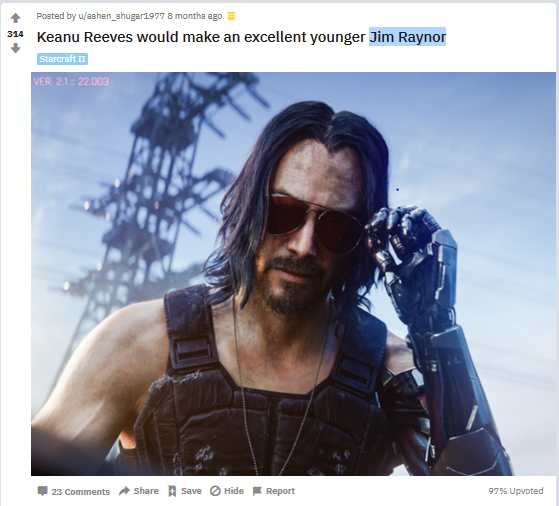 Posted by u/ashen_shugar1977 8 months ago
314
Keanu Reeves would make an excellent younger Jim Raynor
Starcraft II
VER. 2.1 :: 22.003
23 Comments Share Save Hide Report 97% Upvoted